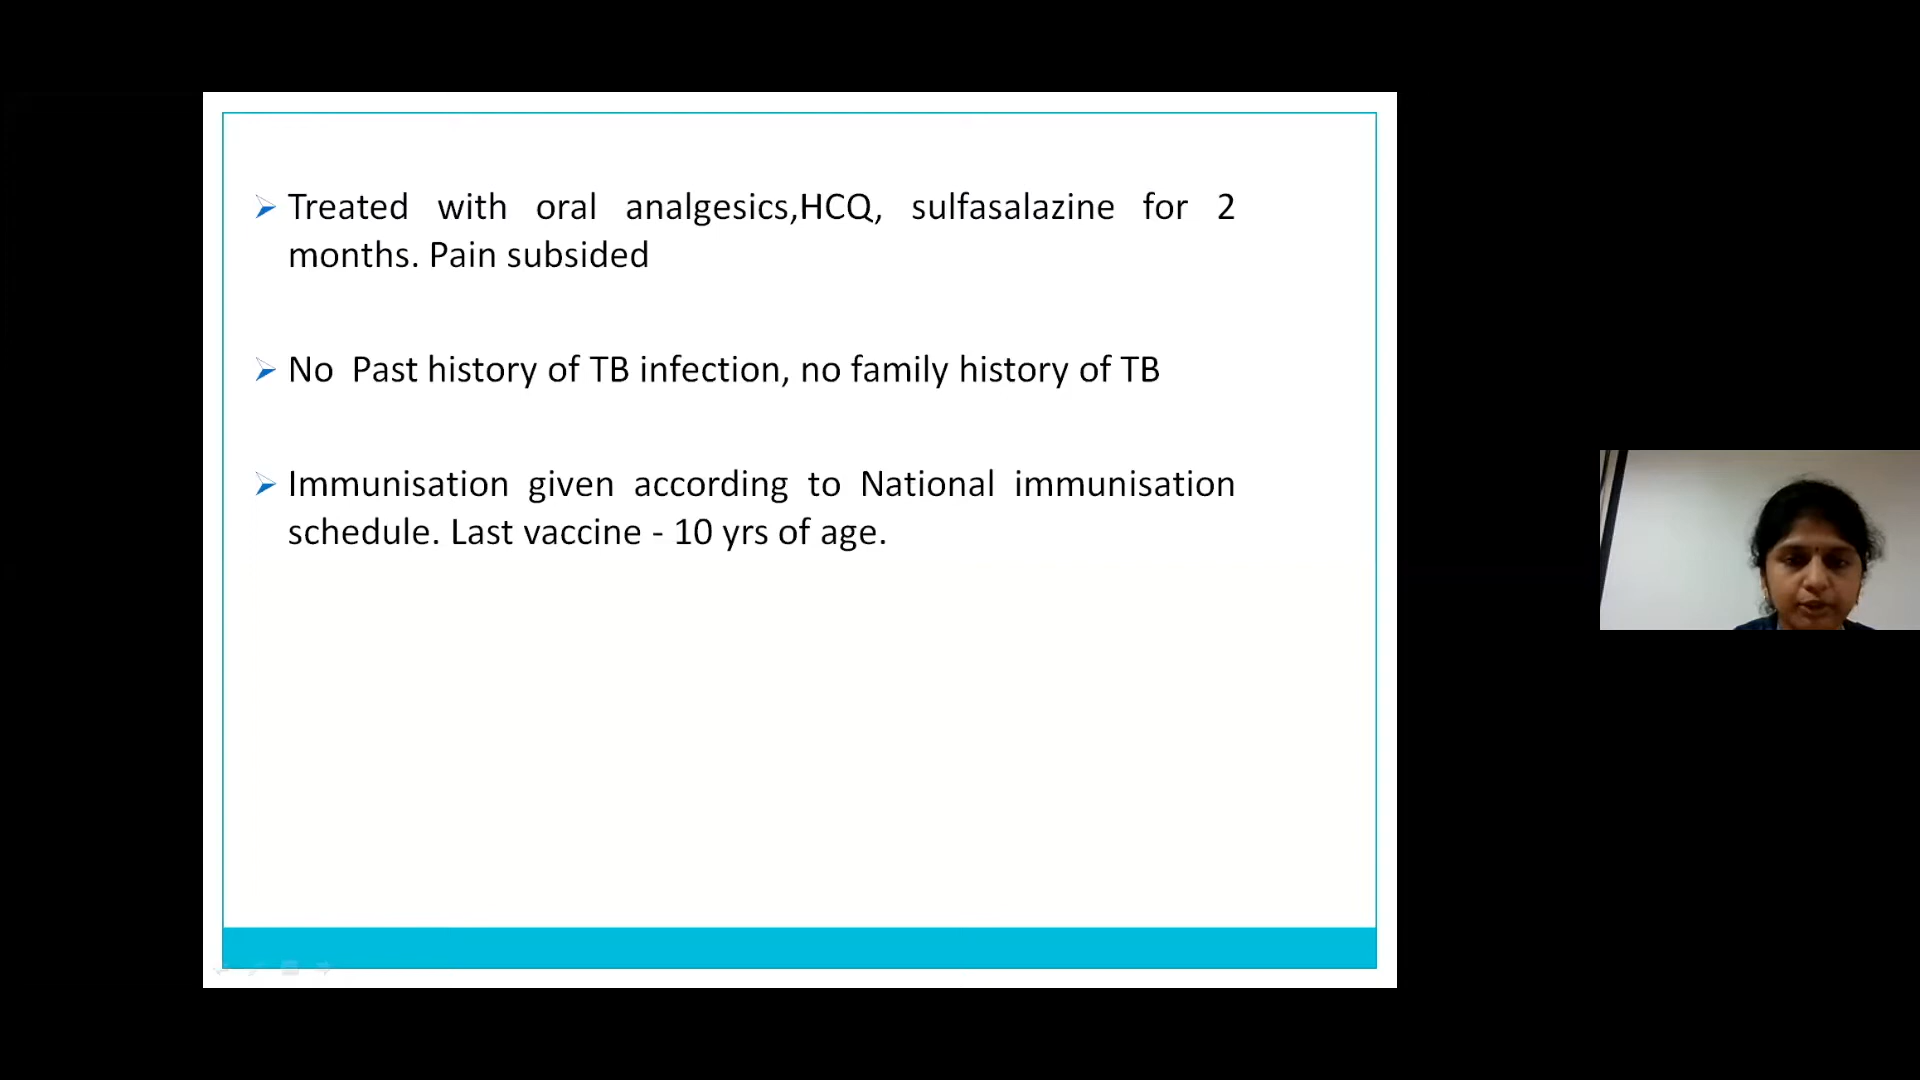 Treated with oral analgesics,HCQ, sulfasalazine for 2
months. Pain subsided
No Past history of TB infection, no family history of TB
Immunisation given according to National immunisation
schedule. Last vaccine - 10 yrs of age.